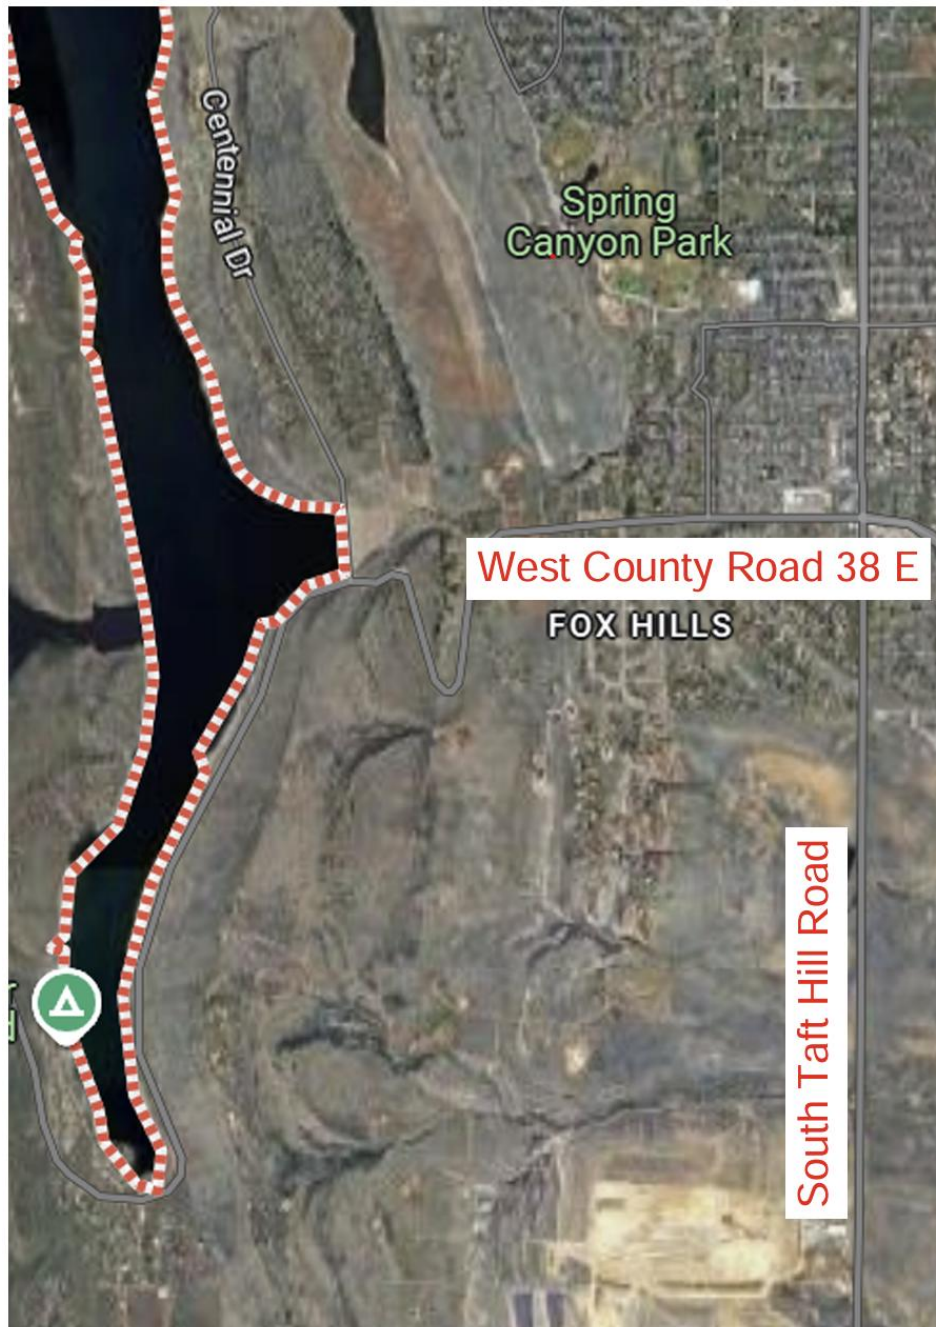 Centennial Dr
Spring
Canyon Park
West County Road 38 E
FOX HILLS
South Taft Hill Road